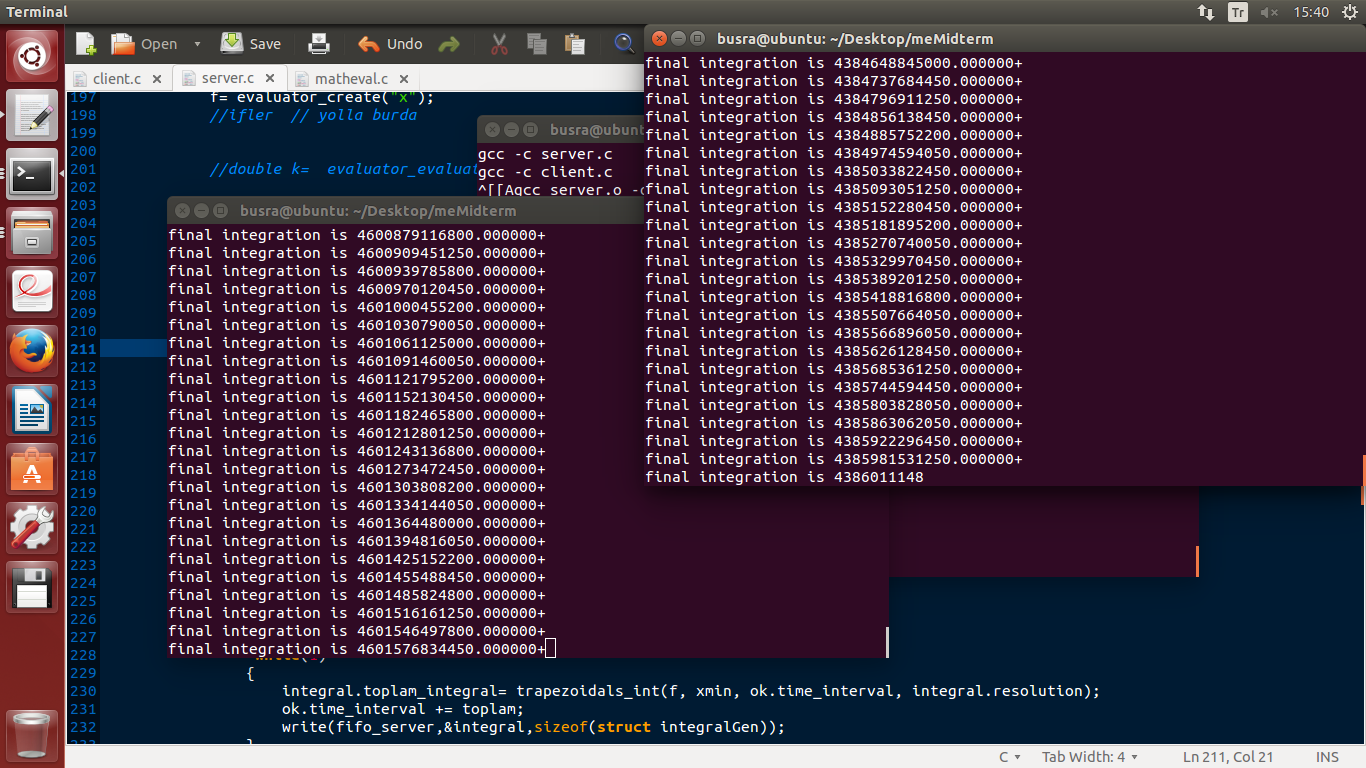 Terminal
Tr
15:40
Open
Save
Undo
client.c
server.c
matheval.c
197 f= evaluator_create("x");
198 //ifler // yolla burda
199
200
201 //double k= evaluator_evaluat
202
203
204
205
206
207
208
209
210
211
212
213
214
215
216
217
218
219
220
221
222
223
224
225
226
227
228
229 {
230 integral.toplam_integral= trapezoidals_int(f, xmin, ok.time_interval, integral.resolution);
231 ok.time_interval += toplam;
232 write(fifo_server,&integral,sizeof(struct integralGen));
busra@ubunt
gcc -c server.c
gcc -c client.c
^[[Agcc server.o -
busra@ubuntu: ~/Desktop/meMidterm
final integration is 4600879116800.000000+
final integration is 4600909451250.000000+
final integration is 4600939785800.000000+
final integration is 4600970120450.000000+
final integration is 4601000455200.000000+
final integration is 4601030790050.000000+
final integration is 4601061125000.000000+
final integration is 4601091460050.000000+
final integration is 4601121795200.000000+
final integration is 4601152130450.000000+
final integration is 4601182465800.000000+
final integration is 4601212801250.000000+
final integration is 4601243136800.000000+
final integration is 4601273472450.000000+
final integration is 4601303808200.000000+
final integration is 4601334144050.000000+
final integration is 4601364480000.000000+
final integration is 4601394816050.000000+
final integration is 4601425152200.000000+
final integration is 4601455488450.000000+
final integration is 4601485824800.000000+
final integration is 4601516161250.000000+
final integration is 4601546497800.000000+
final integration is 4601576834450.000000+
busra@ubuntu: ~/Desktop/meMidterm
final integration is 4384648845000.000000+
final integration is 4384737684450.000000+
final integration is 4384796911250.000000+
final integration is 4384856138450.000000+
final integration is 4384885752200.000000+
final integration is 4384974594050.000000+
final integration is 4385033822450.000000+
final integration is 4385093051250.000000+
final integration is 4385152280450.000000+
final integration is 4385181895200.000000+
final integration is 4385270740050.000000+
final integration is 4385329970450.000000+
final integration is 4385389201250.000000+
final integration is 4385418816800.000000+
final integration is 4385507664050.000000+
final integration is 4385566896050.000000+
final integration is 4385626128450.000000+
final integration is 4385685361250.000000+
final integration is 4385744594450.000000+
final integration is 4385803828050.000000+
final integration is 4385863062050.000000+
final integration is 4385922296450.000000+
final integration is 4385981531250.000000+
final integration is 4386011148
C
Tab Width: 4
Ln 211, Col 21
INS